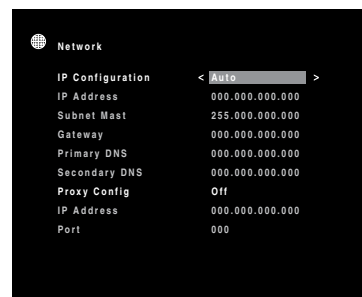 Network
IP Configuration < Auto >
IP Address 000.000.000.000
Subnet Mast 255.000.000.000
Gateway 000.000.000.000
Primary DNS 000.000.000.000
Secondary DNS 000.000.000.000
Proxy Config Off
IP Address 000.000.000.000
Port 000